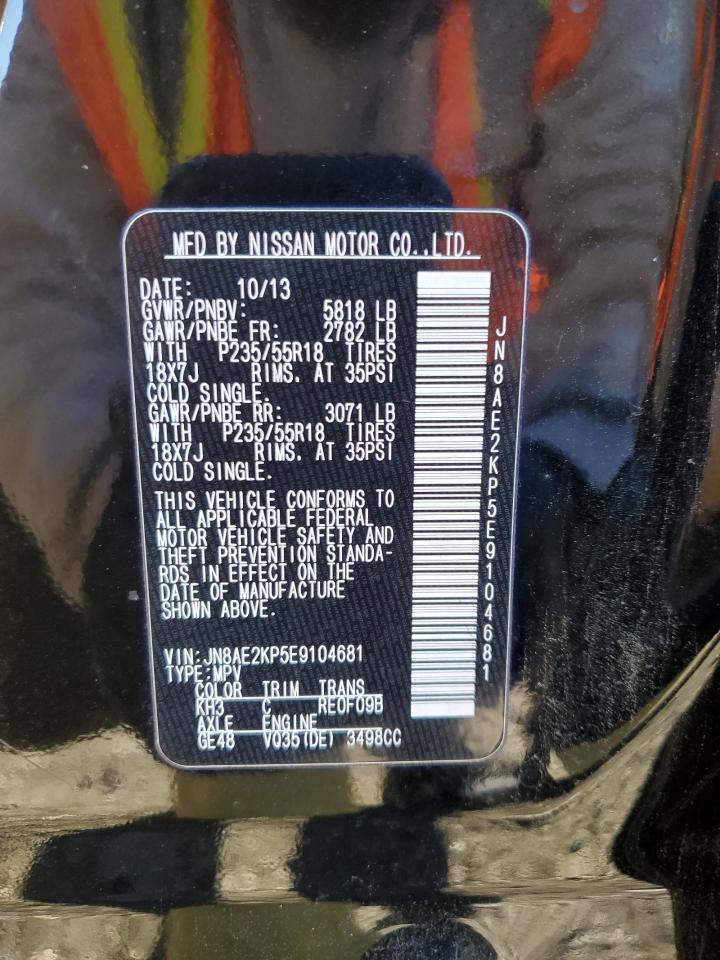 MFD BY NISSAN MOTOR CO.,LTD.
DATE: 10/13
GVWR/PNBV: 5818 LB
GAWR/PNBE FR: 2782 LB
WITH P235/55R18 TIRES
18X7J RIMS. AT 35PSI
COLD SINGLE.
GAWR/PNBE RR: 3071 LB
WITH P235/55R18 TIRES
18X7J RIMS. AT 35PSI
COLD SINGLE.
THIS VEHICLE CONFORMS TO
ALL APPLICABLE FEDERAL
MOTOR VEHICLE SAFETY AND
THEFT PREVENTION STANDA-
RDS IN EFFECT ON THE
DATE OF MANUFACTURE
SHOWN ABOVE.
VIN:JN8AE2KP5E9104681
TYPE:MPV
COLOR TRIM TRANS
KH3 C RE0F09B
AXLE ENGINE
GE48 VQ35(DE) 3498CC
JN8AE2KP5E9104681